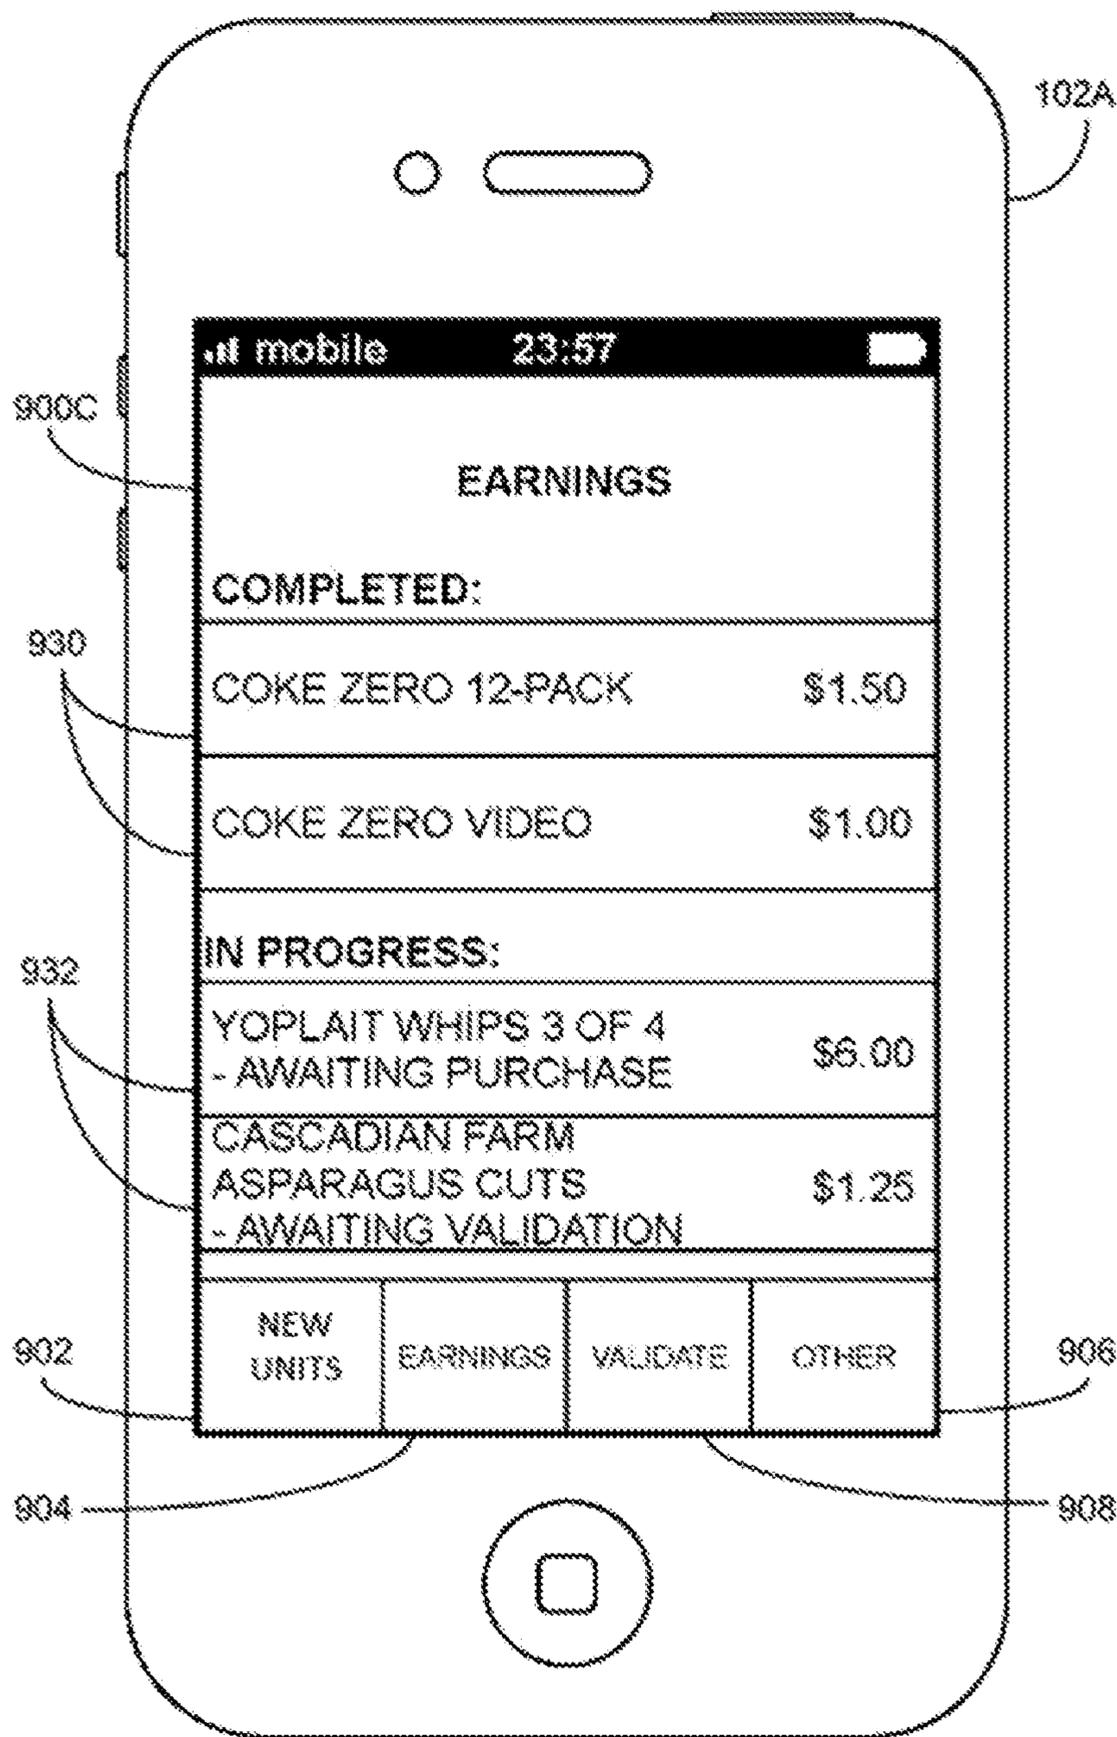 102A
mobile 23:57
900C
EARNINGS
COMPLETED:
930
COKE ZERO 12-PACK $1.50
COKE ZERO VIDEO $1.00
IN PROGRESS:
932
YOPLAIT WHIPS 3 OF 4
- AWAITING PURCHASE
$6.00
CASCADIAN FARM
ASPARAGUS CUTS
- AWAITING VALIDATION
$1.25
NEW
UNITS
EARNINGS VALIDATE OTHER
902
906
904
908